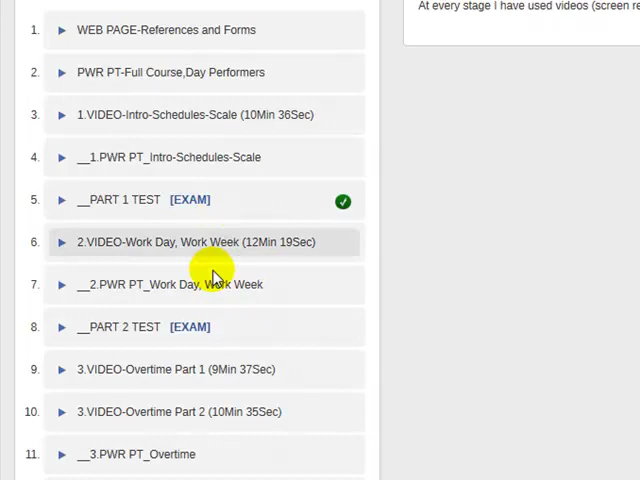 At every stage I have used videos (screen re
1. WEB PAGE-References and Forms
2. PWR PT-Full Course,Day Performers
3. 1.VIDEO-Intro-Schedules-Scale (10Min 36Sec)
4. __1.PWR PT_Intro-Schedules-Scale
5. __PART 1 TEST [EXAM]
6. 2.VIDEO-Work Day, Work Week (12Min 19Sec)
7. __2.PWR PT_Work Day, Work Week
8. __PART 2 TEST [EXAM]
9. 3.VIDEO-Overtime Part 1 (9Min 37Sec)
10. 3.VIDEO-Overtime Part 2 (10Min 35Sec)
11. __3.PWR PT_Overtime